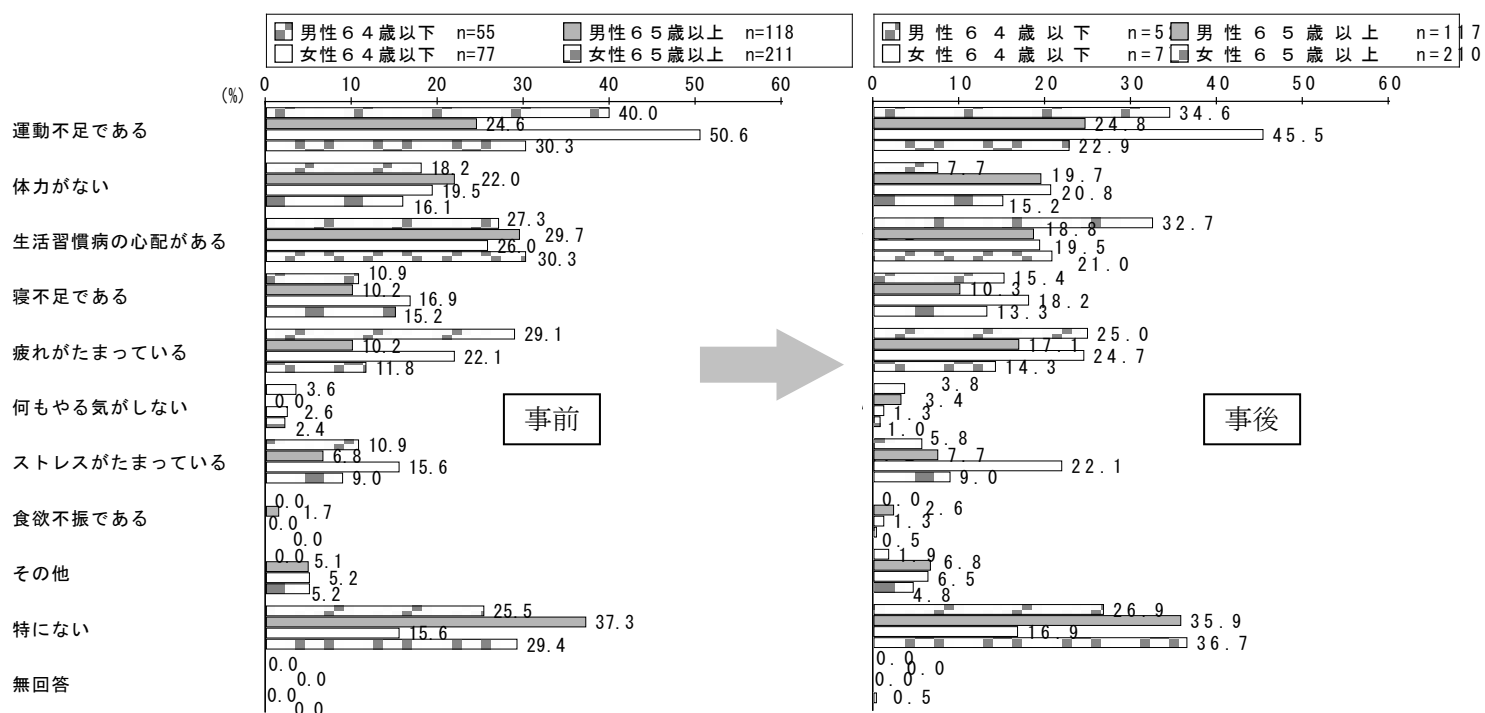 男性６４歳以下 n=55 男性６５歳以上 n=118
女性６４歳以下 n=77 女性６５歳以上 n=211
男性６４歳以下 n=5 男性６５歳以上 n=117
女性６４歳以下 n=7 女性６５歳以上 n=210
(%)
0 10 20 30 40 50 60
0 10 20 30 40 50 60
運動不足である
40.0 24.6 50.6 30.3
34.6 24.8 45.5 22.9
体力がない
18.2 22.0 19.5 16.1
7.7 19.7 20.8 15.2
生活習慣病の心配がある
27.3 29.7 26.0 30.3
32.7 18.8 19.5 21.0
寝不足である
10.9 10.2 16.9 15.2
15.4 10.3 18.2 13.3
疲れがたまっている
29.1 10.2 22.1 11.8
25.0 17.1 24.7 14.3
何もやる気がしない
3.6 0.0 2.6 2.4
3.8 3.4 1.3 1.0
事前
事後
ストレスがたまっている
10.9 6.8 15.6 9.0
5.8 7.7 22.1 9.0
食欲不振である
0.0 1.7 0.0 0.0
0.0 2.6 1.3 0.5
その他
0.0 5.1 5.2 5.2
1.9 6.8 6.5 4.8
特にない
25.5 37.3 15.6 29.4
26.9 35.9 16.9 36.7
無回答
0.0 0.0 0.0 0.0
0.0 0.0 0.0 0.5